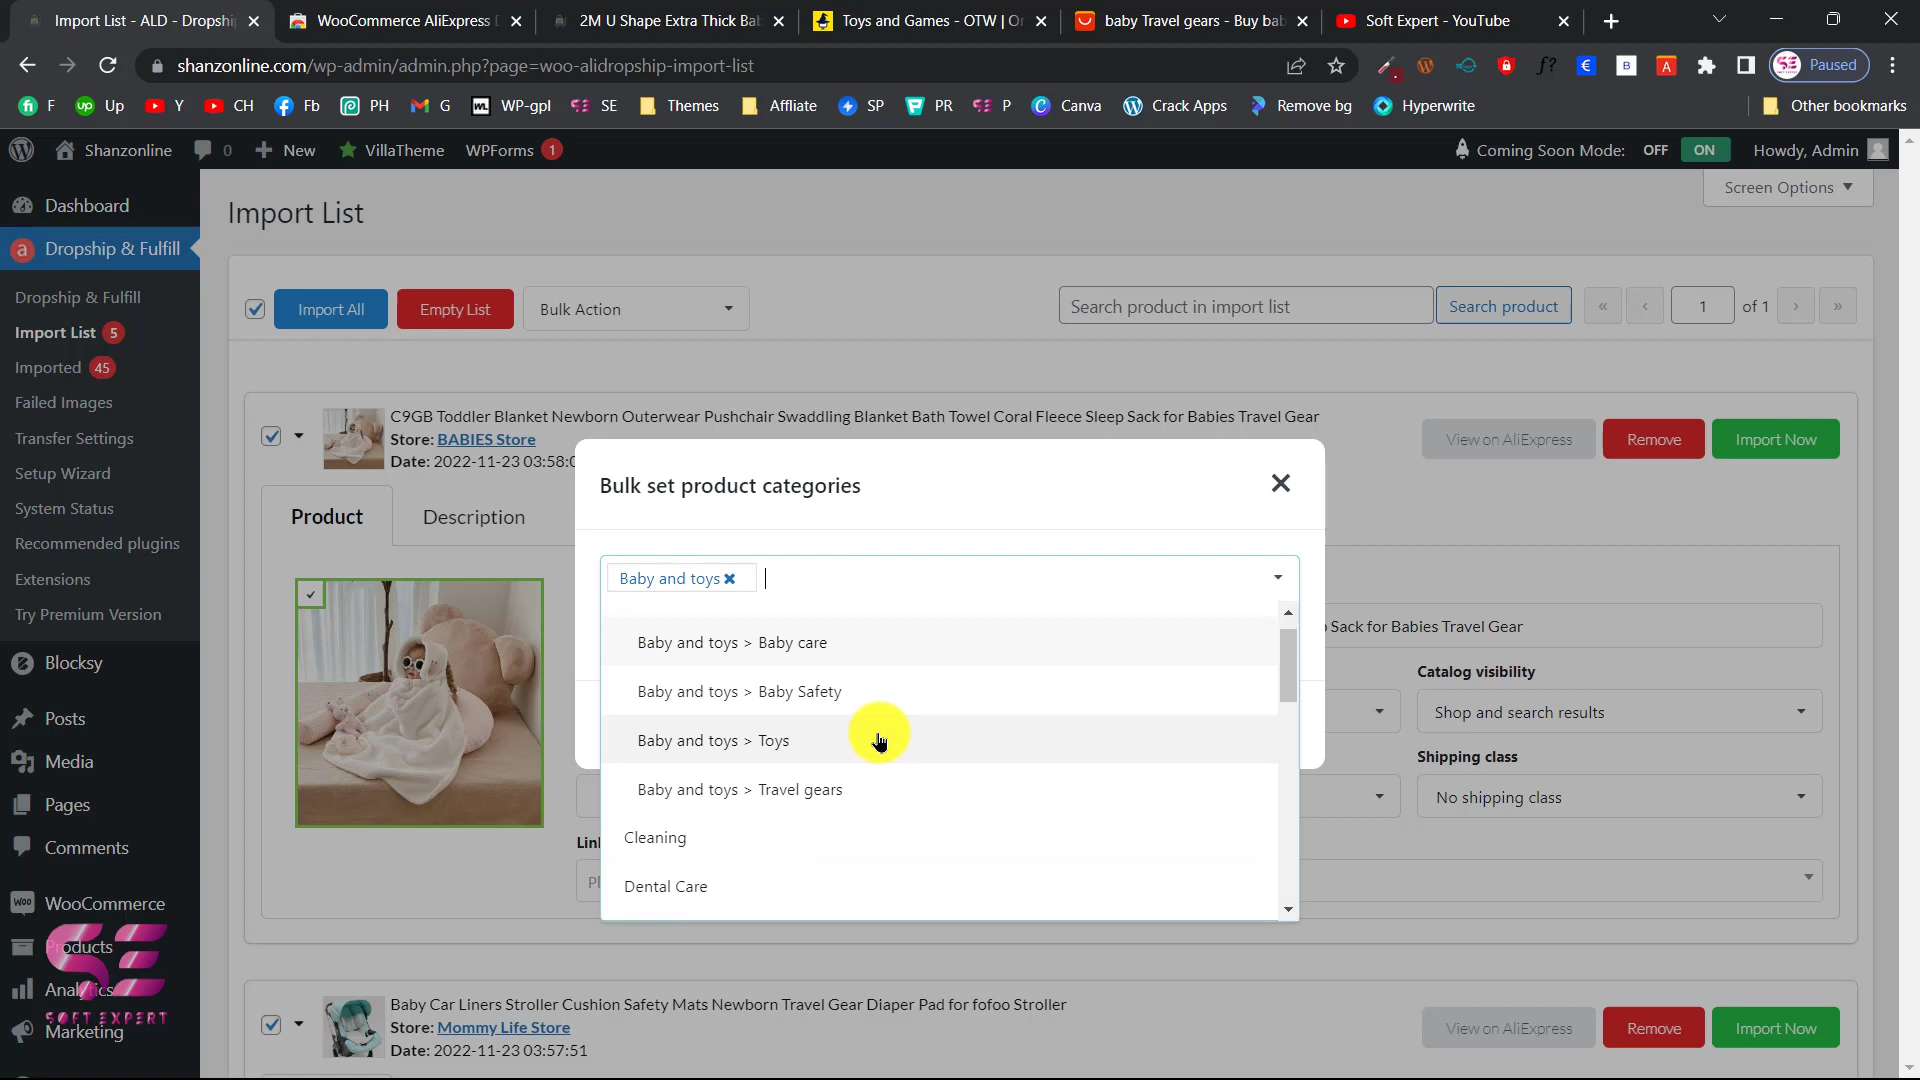 Import List - ALD - Dropship
WooCommerce AliExpress D
2M U Shape Extra Thick Bab
Toys and Games - OTW | O
baby Travel gears - Buy bab
Soft Expert - YouTube
shanzonline.com/wp-admin/admin.php?page=woo-alidropship-import-list
Paused
F
Up
Y
CH
Fb
PH
G
WP-gpl
SE
Themes
Affliate
SP
PR
P
Canva
Crack Apps
Remove bg
Hyperwrite
Other bookmarks
Shanzonline
0
New
VillaTheme
WPForms 1
Coming Soon Mode: OFF ON
Howdy, Admin
Screen Options
Dashboard
Dropship & Fulfill
Dropship & Fulfill
Import List 5
Imported 45
Failed Images
Transfer Settings
Setup Wizard
System Status
Recommended plugins
Extensions
Try Premium Version
Blocksy
Posts
Media
Pages
Comments
WooCommerce
Products
Analytics
Marketing
SE
SOFT EXPERT
Import List
Import All
Empty List
Bulk Action
Search product in import list
Search product
« ‹ 1 of 1 › »
C9GB Toddler Blanket Newborn Outerwear Pushchair Swaddling Blanket Bath Towel Coral Fleece Sleep Sack for Babies Travel Gear
Store: BABIES Store
Date: 2022-11-23 03:58:0
View on AliExpress
Remove
Import Now
Product
Description
Bulk set product categories
Baby and toys
Baby and toys > Baby care
Baby and toys > Baby Safety
Baby and toys > Toys
Baby and toys > Travel gears
Cleaning
Dental Care
Sack for Babies Travel Gear
Catalog visibility
Shop and search results
Shipping class
No shipping class
Lin
Pl
Baby Car Liners Stroller Cushion Safety Mats Newborn Travel Gear Diaper Pad for fofoo Stroller
Store: Mommy Life Store
Date: 2022-11-23 03:57:51
View on AliExpress
Remove
Import Now